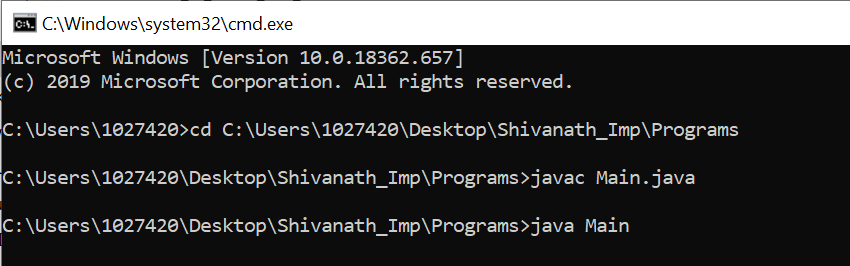 C:\Windows\system32\cmd.exe
Microsoft Windows [Version 10.0.18362.657]
(c) 2019 Microsoft Corporation. All rights reserved.
C:\Users\1027420>cd C:\Users\1027420\Desktop\Shivanath_Imp\Programs
C:\Users\1027420\Desktop\Shivanath_Imp\Programs>javac Main.java
C:\Users\1027420\Desktop\Shivanath_Imp\Programs>java Main